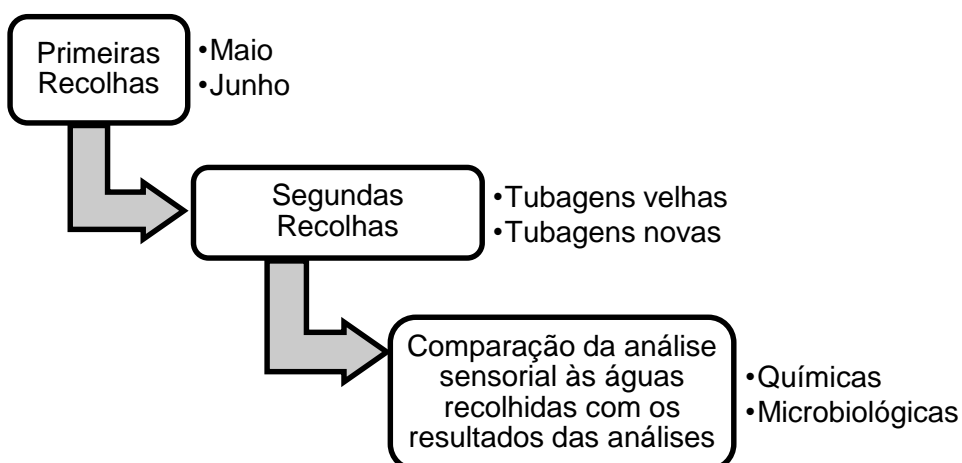 Primeiras
Recolhas
•Maio
•Junho
Segundas
Recolhas
•Tubagens velhas
•Tubagens novas
Comparação da análise
sensorial às águas
recolhidas com os
resultados das análises
•Químicas
•Microbiológicas